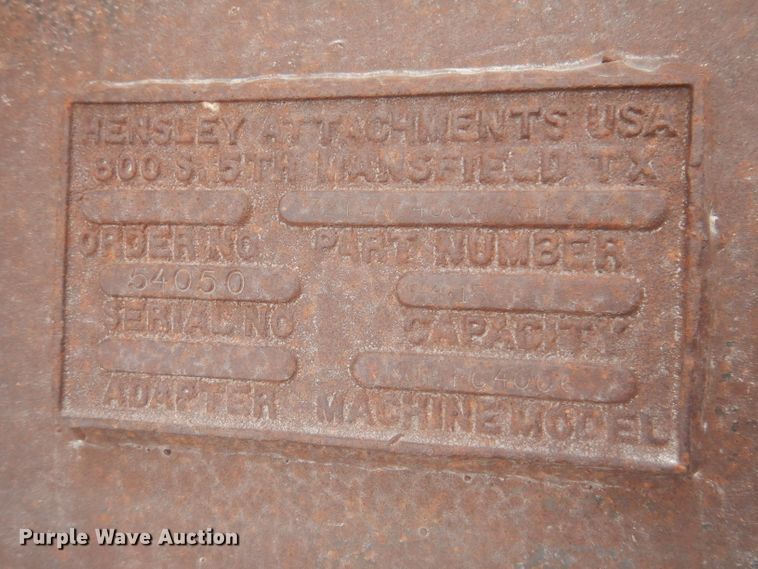 HENSLEY ATTACHMENTS USA
800 S. 5TH MANSFIELD TX
ORDER NO PART NUMBER
54050
SERIAL NO CAPACITY
ADAPTER MACHINE MODEL
Purple Wave Auction